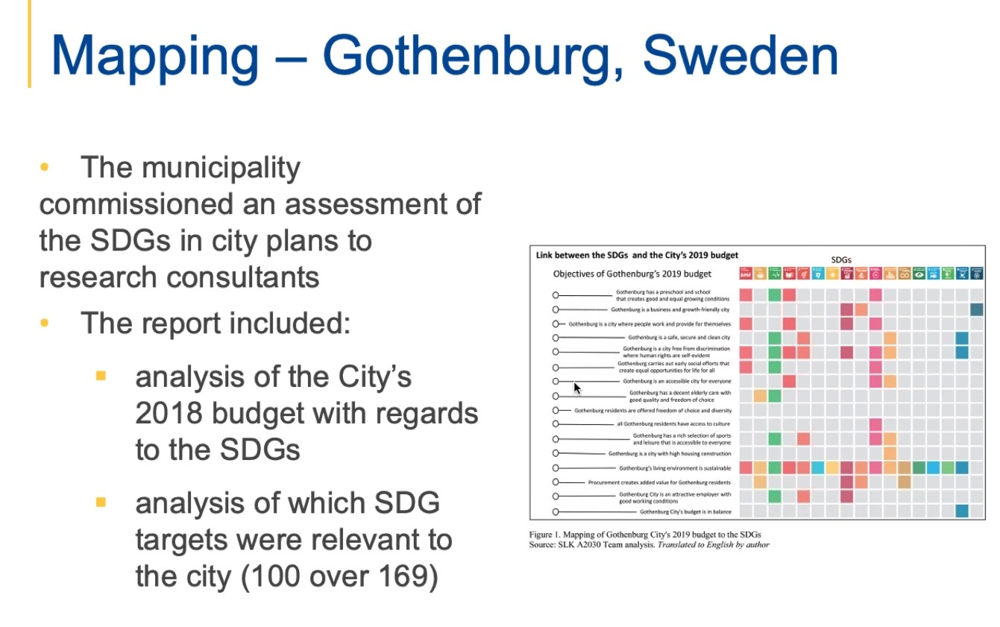 Mapping – Gothenburg, Sweden
• The municipality
commissioned an assessment of
the SDGs in city plans to
research consultants
• The report included:
▪ analysis of the City’s
2018 budget with regards
to the SDGs
▪ analysis of which SDG
targets were relevant to
the city (100 over 169)
Link between the SDGs and the City’s 2019 budget
SDGs
Objectives of Gothenburg’s 2019 budget
Gothenburg has a preschool and school
that creates good and equal growing conditions
Gothenburg is a business and growth-friendly city
Gothenburg is a city where people work and provide for themselves
Gothenburg is a safe, secure and clean city
Gothenburg is a city free from discrimination
where human rights are self-evident
Gothenburg carries out early social efforts that
create equal opportunities for life for all
Gothenburg is an accessible city for everyone
Gothenburg has a decent elderly care with
good quality and freedom of choice
Gothenburg residents are offered freedom of choice and diversity
all Gothenburg residents have access to culture
Gothenburg has a rich selection of sports
and leisure that is accessible to everyone
Gothenburg is a city with high housing construction
Gothenburg’s living environment is sustainable
Procurement creates added value for Gothenburg residents
Gothenburg City is an attractive employer with
good working conditions
Gothenburg City’s budget is in balance
Figure 1. Mapping of Gothenburg City's 2019 budget to the SDGs
Source: SLK A2030 Team analysis. Translated to English by author